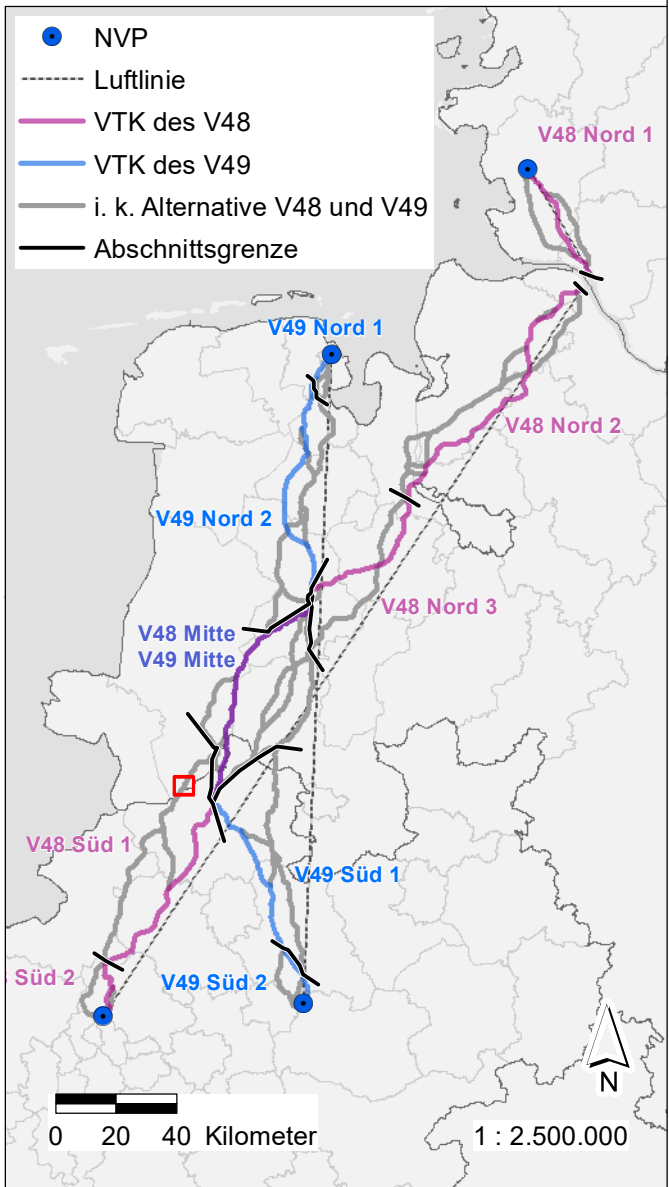 NVP
Luftlinie
VTK des V48
VTK des V49
i. k. Alternative V48 und V49
Abschnittsgrenze
V48 Nord 1
V49 Nord 1
V48 Nord 2
V49 Nord 2
V48 Nord 3
V48 Mitte
V49 Mitte
V48 Süd 1
V49 Süd 1
Süd 2
V49 Süd 2
N
0 20 40 Kilometer
1 : 2.500.000